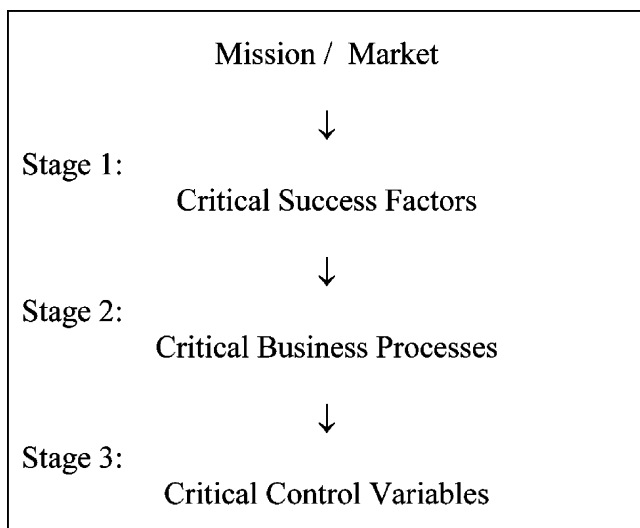 Mission / Market
↓
Stage 1:
Critical Success Factors
↓
Stage 2:
Critical Business Processes
↓
Stage 3:
Critical Control Variables